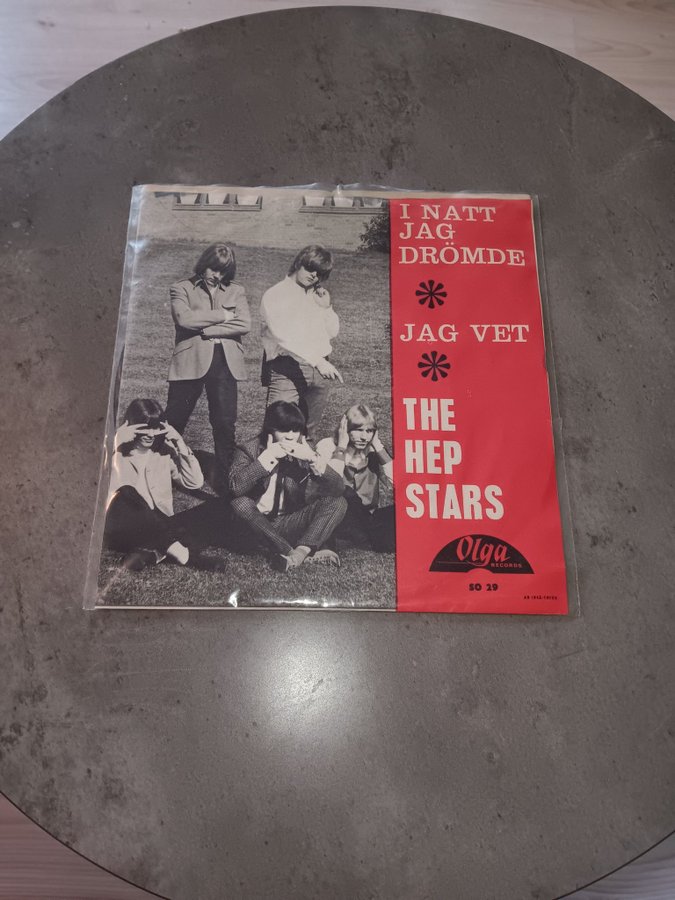 I NATT
JAG
DRÖMDE
JAG VET
THE
HEP
STARS
Olga
RECORDS
SO 29